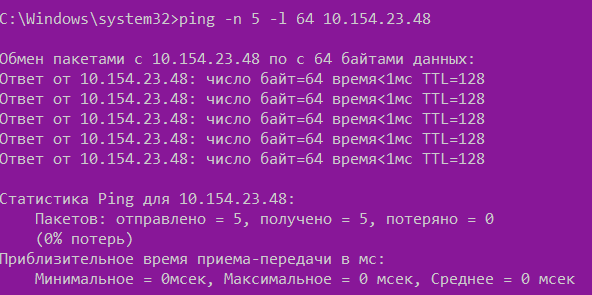 C:\Windows\system32>ping -n 5 -l 64 10.154.23.48
Обмен пакетами с 10.154.23.48 по с 64 байтами данных:
Ответ от 10.154.23.48: число байт=64 время<1мс TTL=128
Ответ от 10.154.23.48: число байт=64 время<1мс TTL=128
Ответ от 10.154.23.48: число байт=64 время<1мс TTL=128
Ответ от 10.154.23.48: число байт=64 время<1мс TTL=128
Ответ от 10.154.23.48: число байт=64 время<1мс TTL=128
Статистика Ping для 10.154.23.48:
Пакетов: отправлено = 5, получено = 5, потеряно = 0
(0% потерь)
Приблизительное время приема-передачи в мс:
Минимальное = 0мсек, Максимальное = 0 мсек, Среднее = 0 мсек